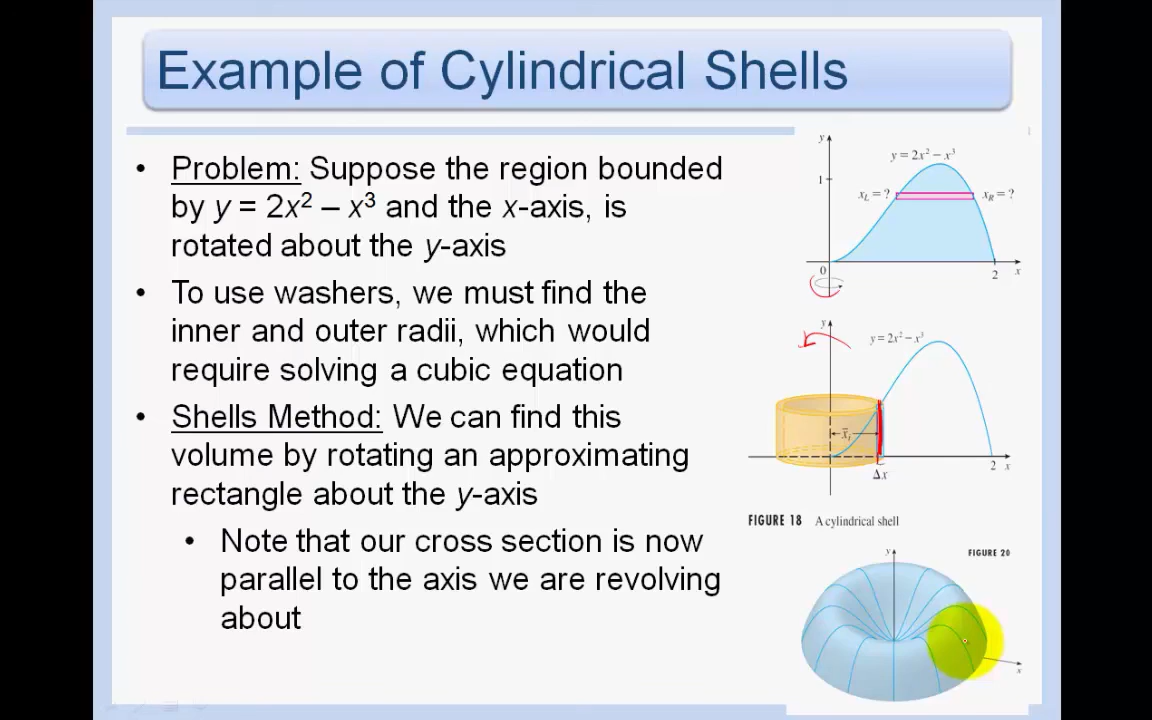 Example of Cylindrical Shells
• Problem: Suppose the region bounded
by y = 2x² – x³ and the x-axis, is
rotated about the y-axis
• To use washers, we must find the
inner and outer radii, which would
require solving a cubic equation
• Shells Method: We can find this
volume by rotating an approximating
rectangle about the y-axis
• Note that our cross section is now
parallel to the axis we are revolving
about
y
y = 2x² – x³
1
x_L = ?
x_R = ?
0
2
x
y
y = 2x² – x³
x̄ᵢ
2
x
Δx
FIGURE 18 A cylindrical shell
y
FIGURE 20
x